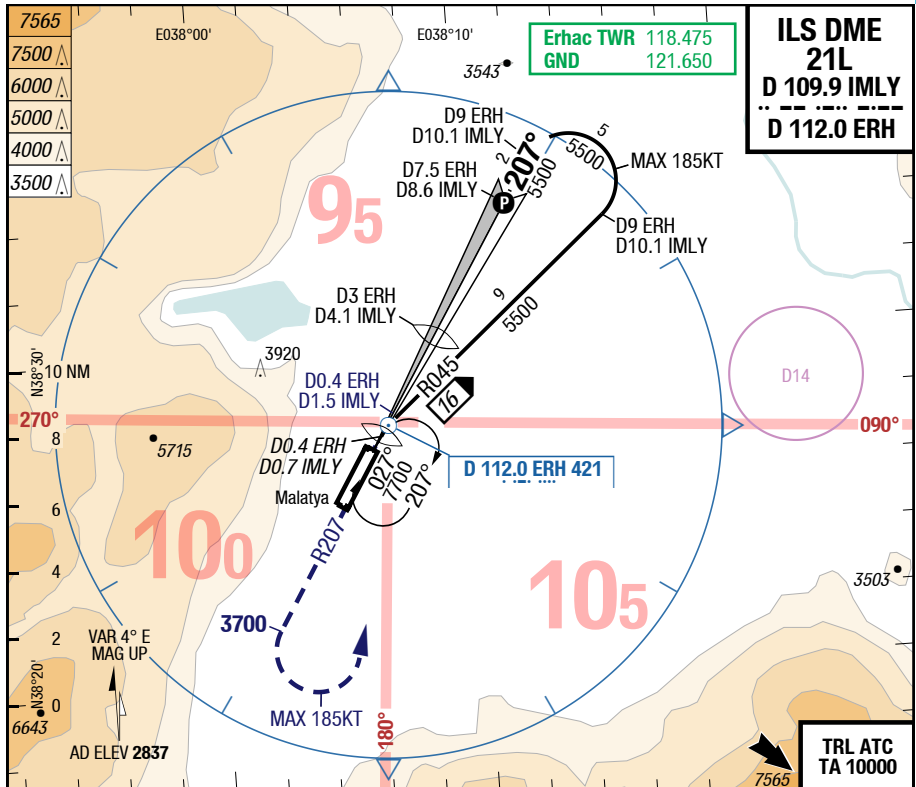 7565
7500
6000
5000
4000
3500
E038°00'
E038°10'
3543
Erhac TWR 118.475
GND 121.650
ILS DME
21L
D 109.9 IMLY
D 112.0 ERH
D9 ERH
D10.1 IMLY
2
207°
5500
5
5500
MAX 185KT
D7.5 ERH
D8.6 IMLY
P
95
D9 ERH
D10.1 IMLY
9
5500
D3 ERH
D4.1 IMLY
3920
N38°30'
10 NM
D14
D0.4 ERH
D1.5 IMLY
R045
16
270°
090°
8
5715
D0.4 ERH
D0.7 IMLY
D 112.0 ERH 421
027°
7700
207°
Malatya
6
R207
100
105
4
3503
3700
2
VAR 4° E
MAG UP
N38°20'
0
6643
MAX 185KT
180°
AD ELEV 2837
TRL ATC
TA 10000
7565